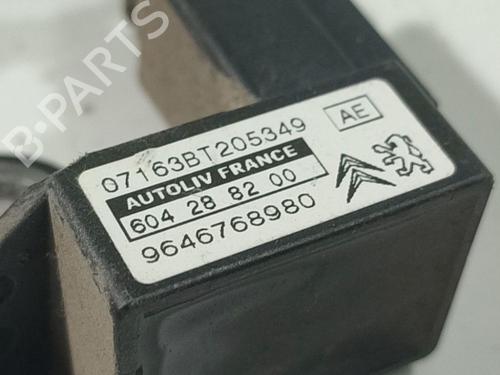 B-PARTS
07163BT205349
AE
AUTOLIV FRANCE
604 28 82 00
9646768980